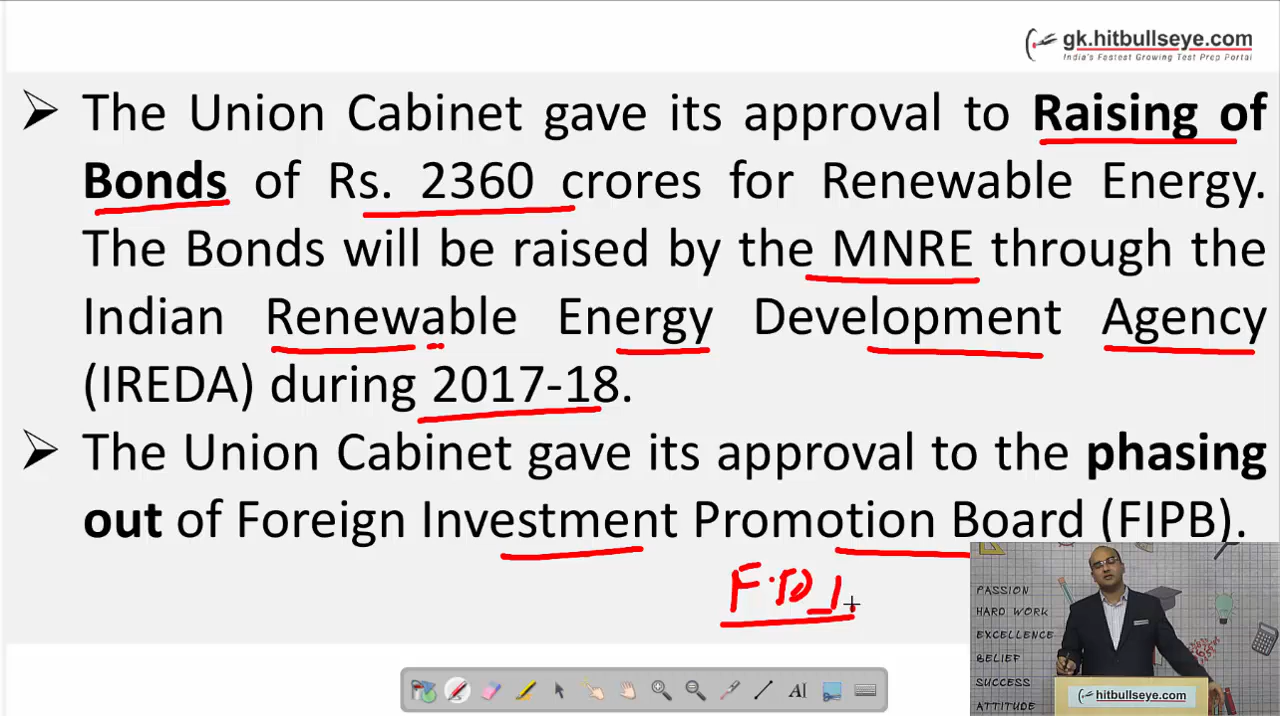 gk.hitbullseye.com
India's Fastest Growing Test Prep Portal
➢ The Union Cabinet gave its approval to Raising of
Bonds of Rs. 2360 crores for Renewable Energy.
The Bonds will be raised by the MNRE through the
Indian Renewable Energy Development Agency
(IREDA) during 2017-18.
➢ The Union Cabinet gave its approval to the phasing
out of Foreign Investment Promotion Board (FIPB).
F.D.I.
PASSION
HARD WORK
EXCELLENCE
BELIEF
SUCCESS
ATTITUDE
hitbullseye.com
AI